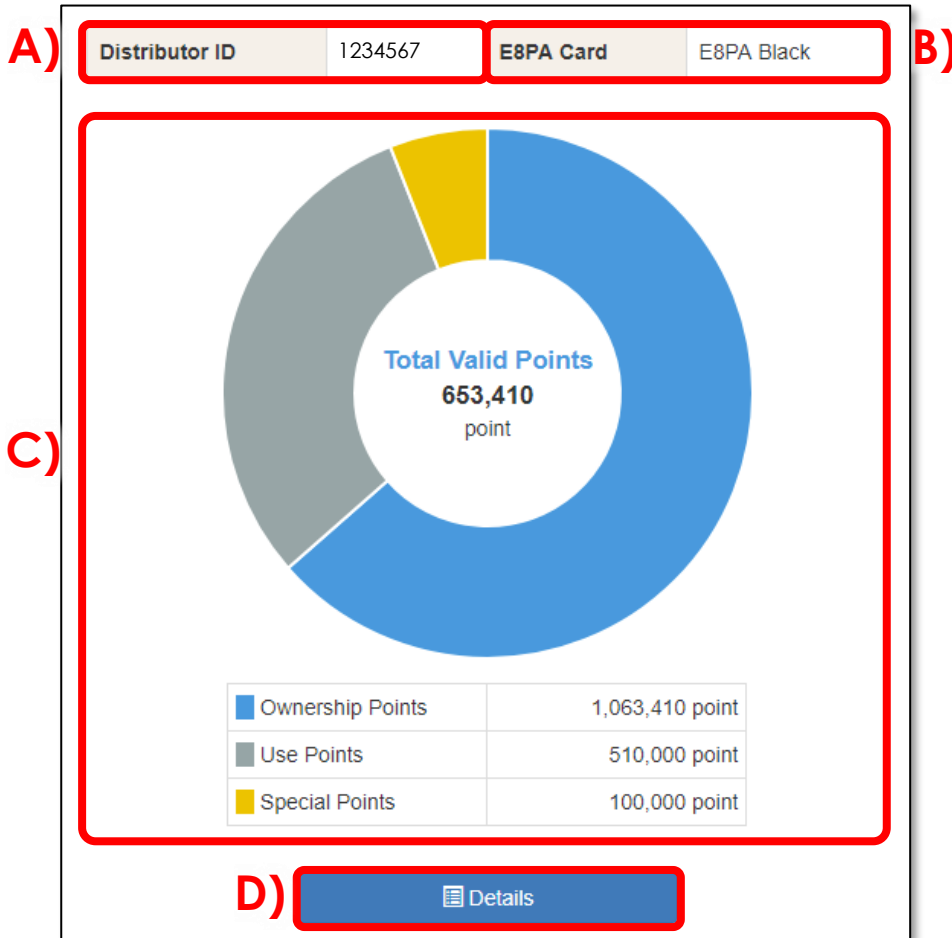 A) Distributor ID 1234567 E8PA Card E8PA Black B)
C)
Total Valid Points
653,410
point
Ownership Points 1,063,410 point
Use Points 510,000 point
Special Points 100,000 point
D) Details